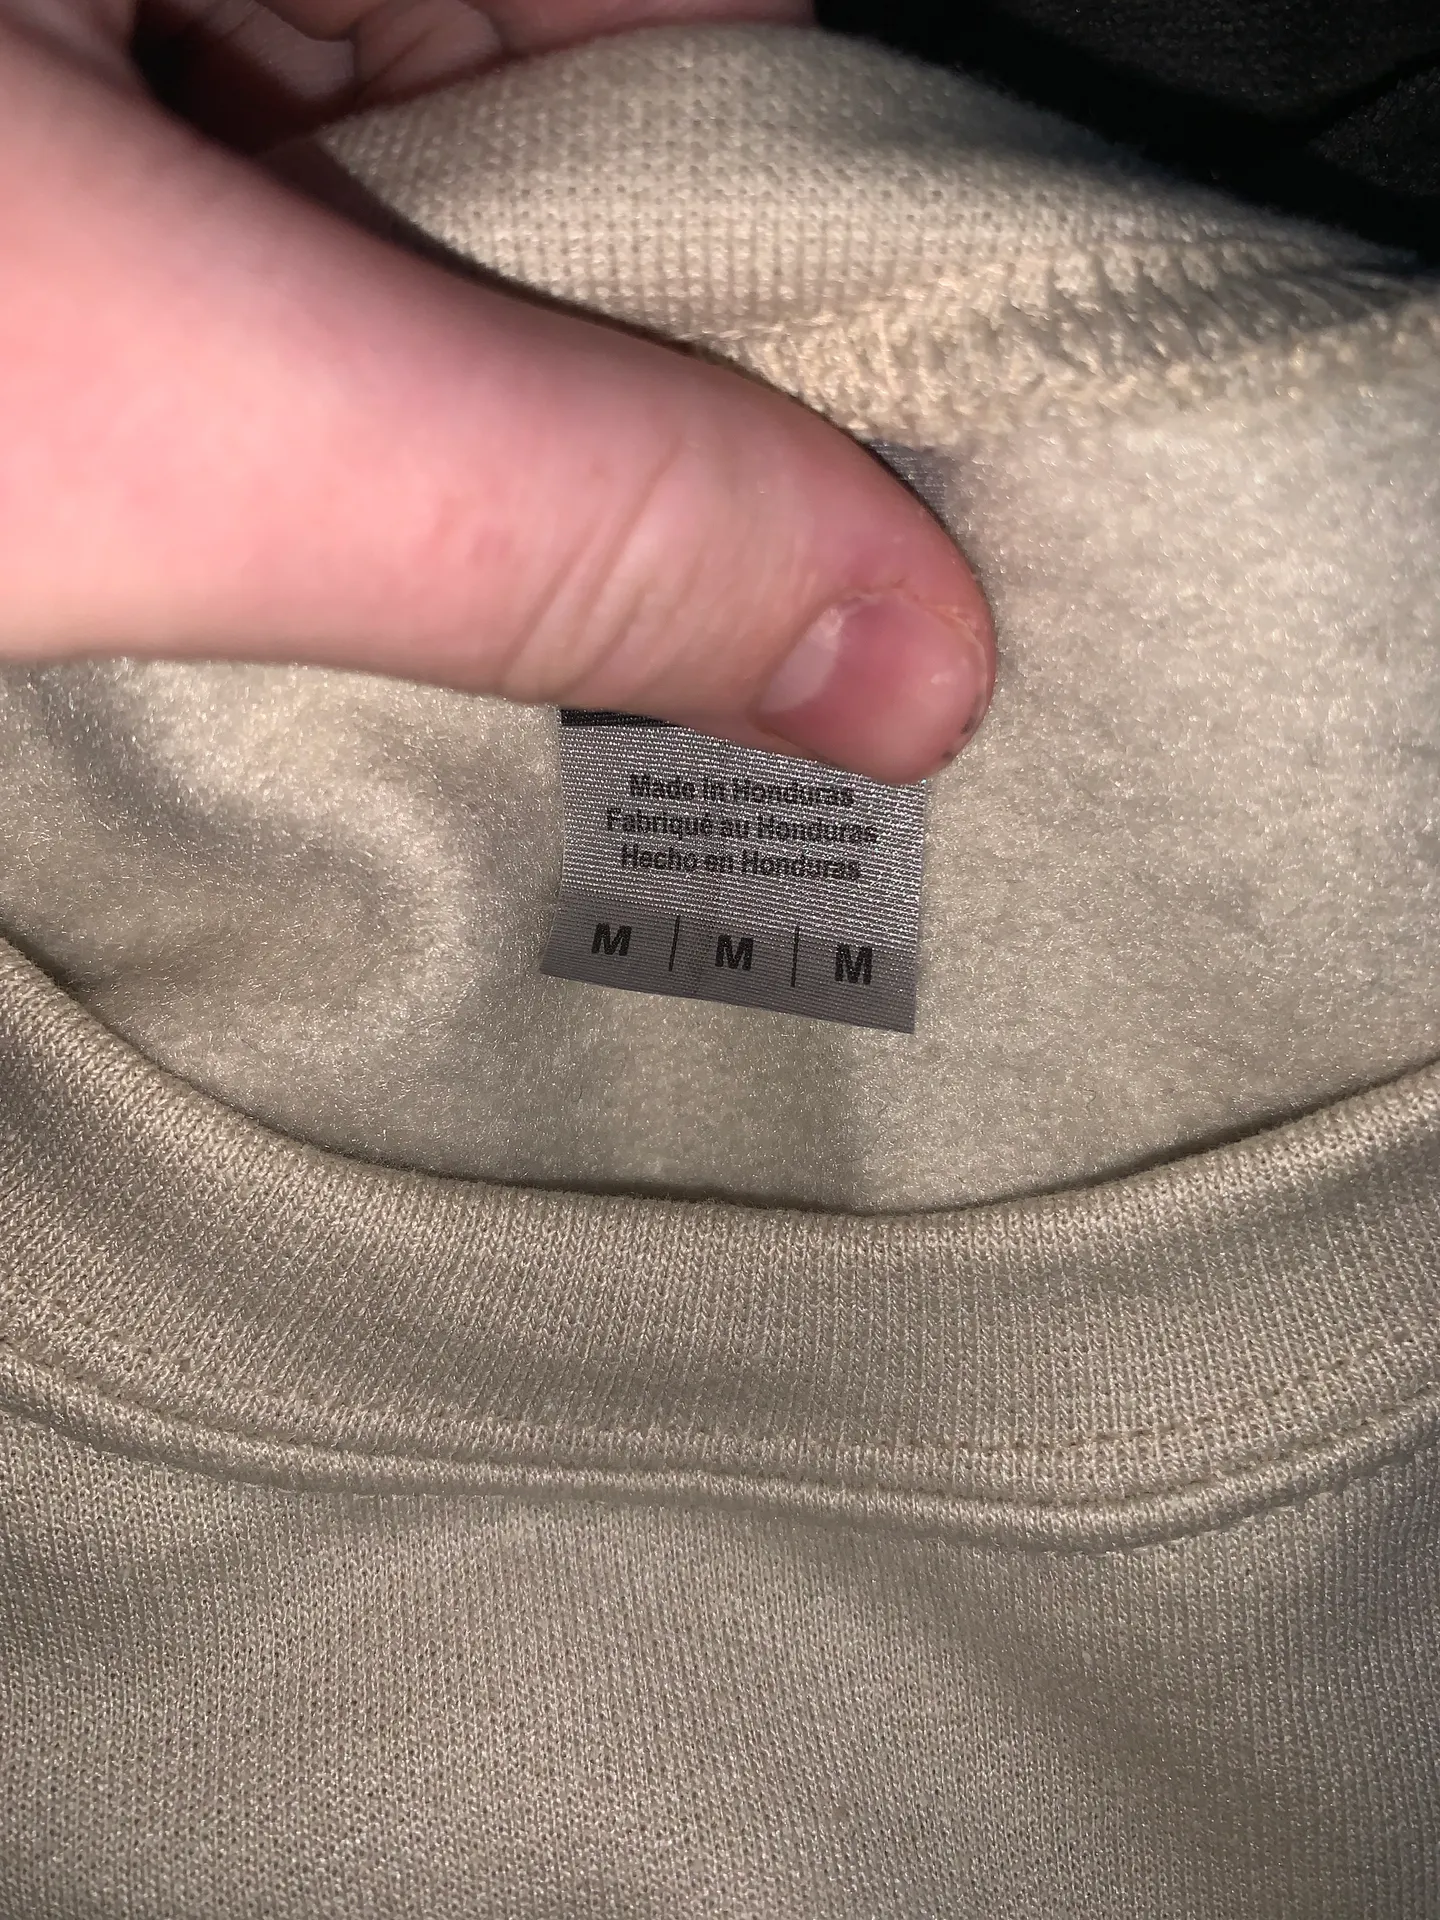 Made in Honduras
Fabriqué au Honduras
Hecho en Honduras
M | M | M